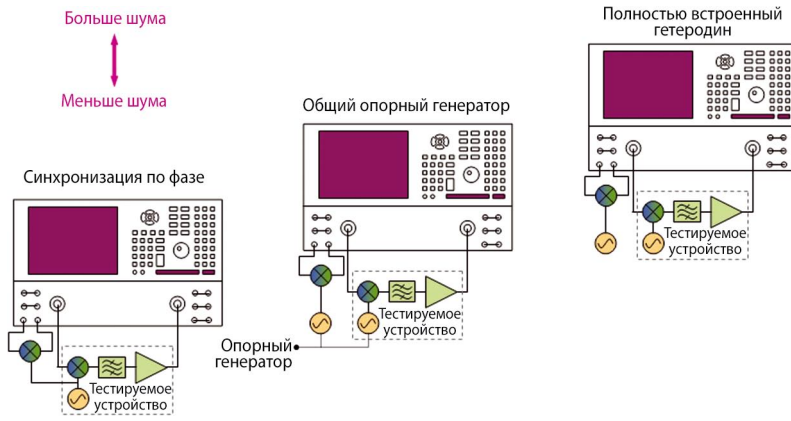 Больше шума
Меньше шума
Синхронизация по фазе
Тестируемое
устройство
Общий опорный генератор
Тестируемое
устройство
Опорный
генератор
Полностью встроенный
гетеродин
Тестируемое
устройство